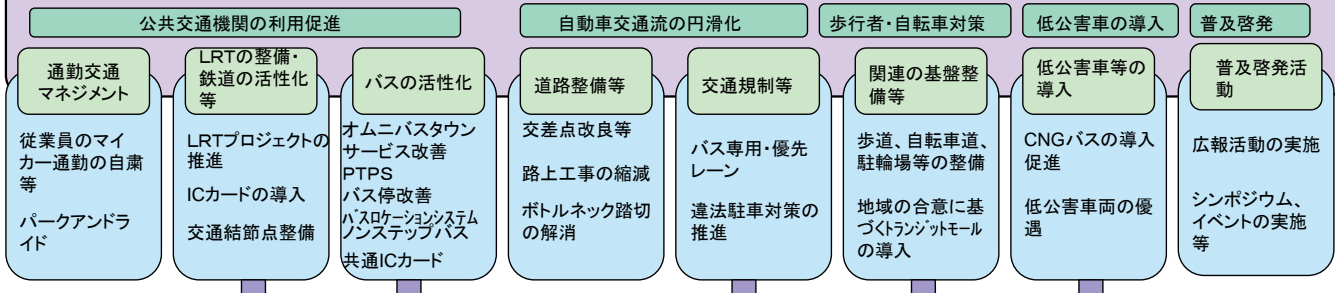 公共交通機関の利用促進
自動車交通流の円滑化
歩行者・自転車対策
低公害車の導入
普及啓発
通勤交通
マネジメント
従業員のマイ
カー通勤の自粛
等
パークアンドラ
イド
LRTの整備・
鉄道の活性化
等
LRTプロジェクトの
推進
ICカードの導入
交通結節点整備
バスの活性化
オムニバスタウン
サービス改善
PTPS
バス停改善
バスロケーションシステム
ノンステップバス
共通ICカード
道路整備等
交差点改良等
路上工事の縮減
ボトルネック踏切
の解消
交通規制等
バス専用・優先
レーン
違法駐車対策の
推進
関連の基盤整
備等
歩道、自転車道、
駐輪場等の整備
地域の合意に基
づくトランジットモール
の導入
低公害車等の
導入
CNGバスの導入
促進
低公害車両の優
遇
普及啓発活
動
広報活動の実施
シンポジウム、
イベントの実施
等